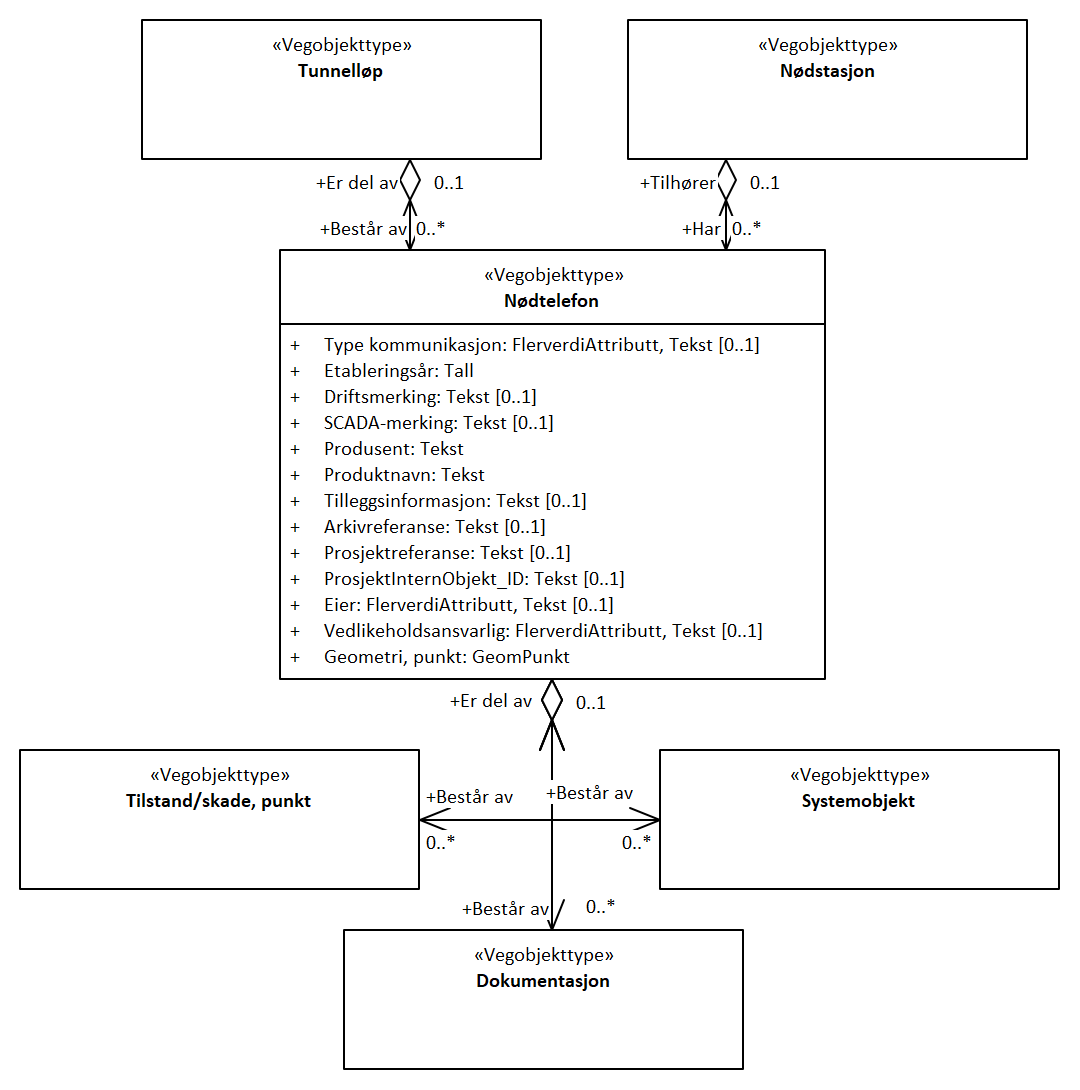 «Vegobjekttype»
Tunnelløp
«Vegobjekttype»
Nødstasjon
+Er del av 0..1
+Tilhører 0..1
+Består av 0..*
+Har 0..*
«Vegobjekttype»
Nødtelefon
+ Type kommunikasjon: FlerverdiAttributt, Tekst [0..1]
+ Etableringsår: Tall
+ Driftsmerking: Tekst [0..1]
+ SCADA-merking: Tekst [0..1]
+ Produsent: Tekst
+ Produktnavn: Tekst
+ Tilleggsinformasjon: Tekst [0..1]
+ Arkivreferanse: Tekst [0..1]
+ Prosjektreferanse: Tekst [0..1]
+ ProsjektInternObjekt_ID: Tekst [0..1]
+ Eier: FlerverdiAttributt, Tekst [0..1]
+ Vedlikeholdsansvarlig: FlerverdiAttributt, Tekst [0..1]
+ Geometri, punkt: GeomPunkt
+Er del av 0..1
«Vegobjekttype»
Tilstand/skade, punkt
+Består av
0..*
+Består av
0..*
«Vegobjekttype»
Systemobjekt
+Består av 0..*
«Vegobjekttype»
Dokumentasjon